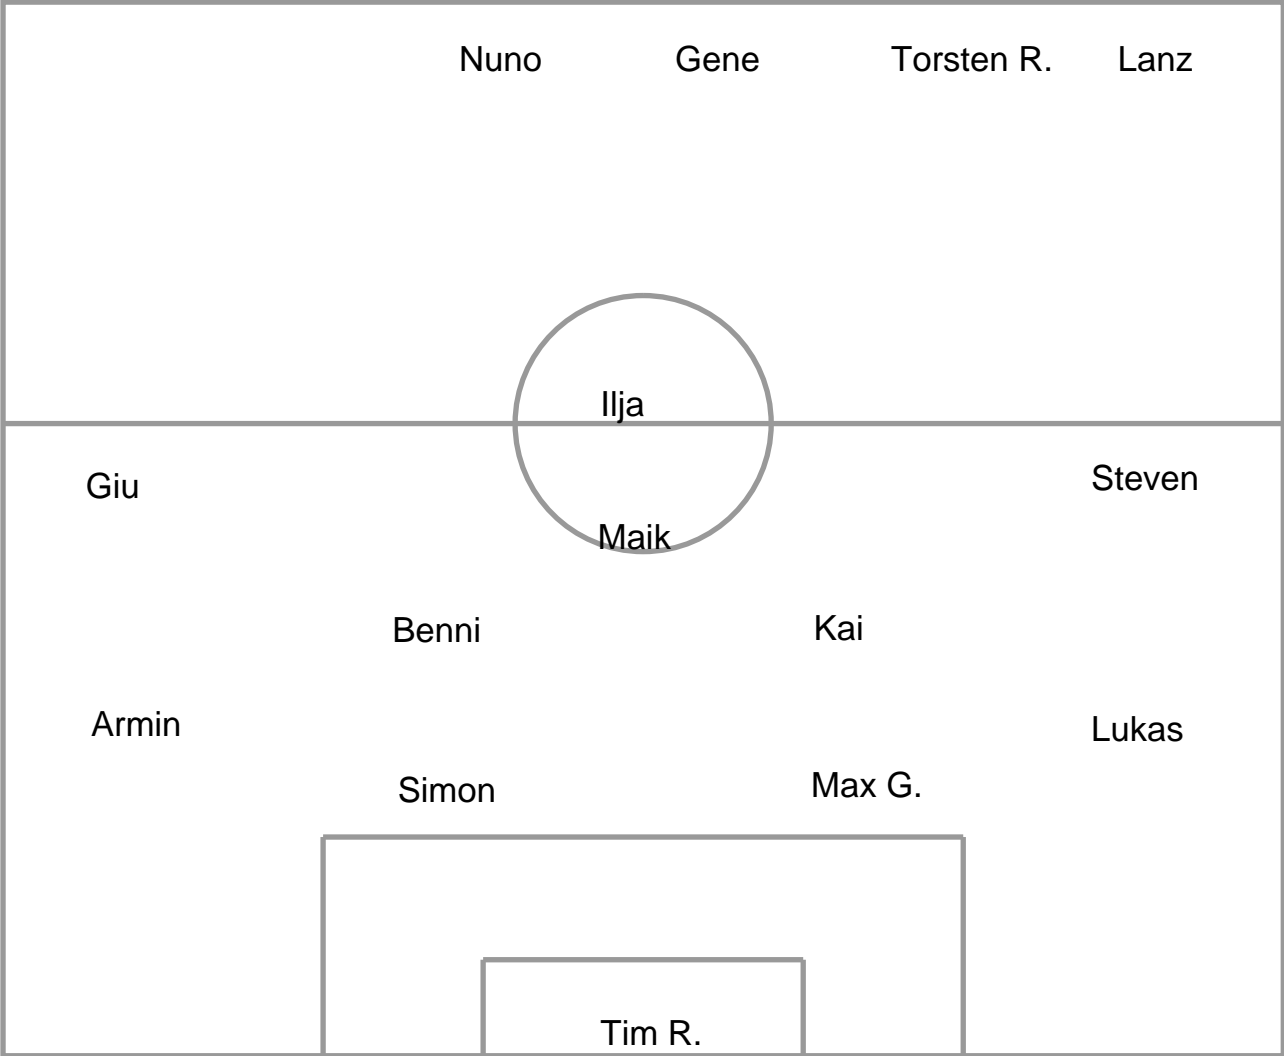 Nuno Gene Torsten R. Lanz
Ilja
Giu Steven
Maik
Benni Kai
Armin Lukas
Simon Max G.
Tim R.